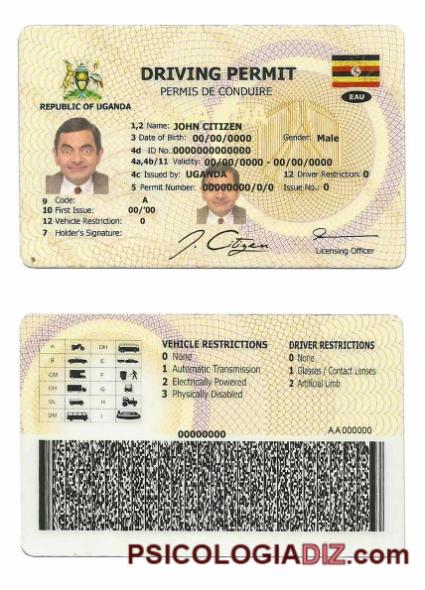 DRIVING PERMIT
PERMIS DE CONDUIRE
REPUBLIC OF UGANDA
EAU
1,2 Name: JOHN CITIZEN
3 Date of Birth: 00/00/0000 Gender: Male
4d ID No.:0000000000000
4a,4b/11 Validity: 00/00/0000 - 00/00/0000
4c Issued by: UGANDA 12 Driver Restriction: 0
5 Permit Number: 00000000/0/0 Issue No.: 0
9 Code: A
10 First Issue: 00/'00
12 Vehicle Restriction: 0
7 Holder's Signature:
J. Citizen
Licensing Officer
VEHICLE RESTRICTIONS
0 None
1 Automatic Transmission
2 Electrically Powered
3 Physically Disabled
DRIVER RESTRICTIONS
0 None
1 Glasses / Contact Lenses
2 Artificial Limb
A DH
B CE
CM F
CH G
DL H
DM I
00000000 AA000000
PSICOLOGIADIZ.com